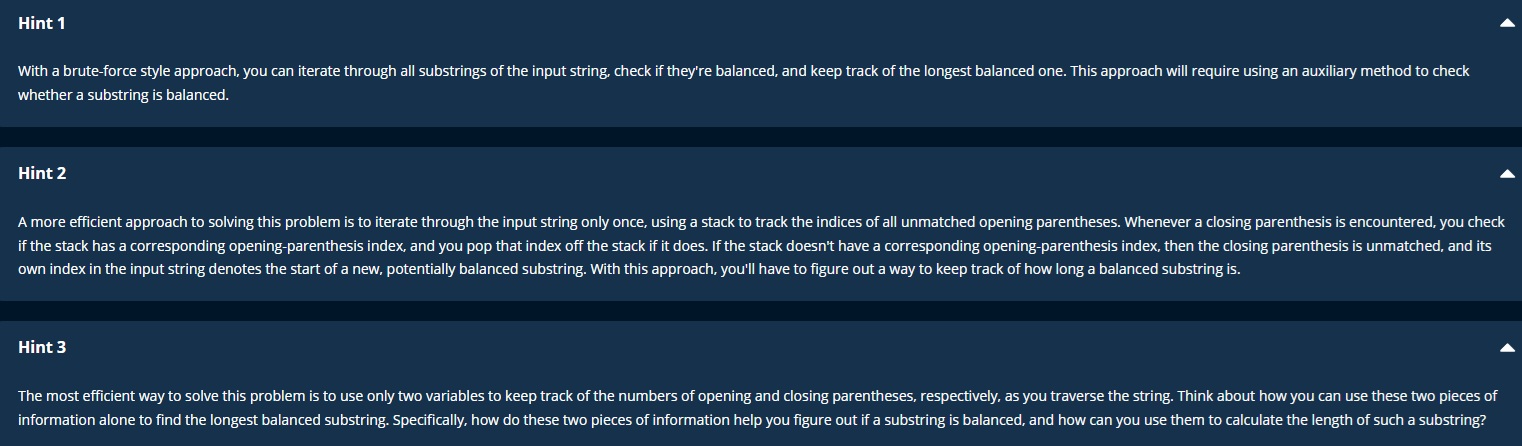 Hint 1
With a brute-force style approach, you can iterate through all substrings of the input string, check if they're balanced, and keep track of the longest balanced one. This approach will require using an auxiliary method to check
whether a substring is balanced.
Hint 2
A more efficient approach to solving this problem is to iterate through the input string only once, using a stack to track the indices of all unmatched opening parentheses. Whenever a closing parenthesis is encountered, you check
if the stack has a corresponding opening-parenthesis index, and you pop that index off the stack if it does. If the stack doesn't have a corresponding opening-parenthesis index, then the closing parenthesis is unmatched, and its
own index in the input string denotes the start of a new, potentially balanced substring. With this approach, you'll have to figure out a way to keep track of how long a balanced substring is.
Hint 3
The most efficient way to solve this problem is to use only two variables to keep track of the numbers of opening and closing parentheses, respectively, as you traverse the string. Think about how you can use these two pieces of
information alone to find the longest balanced substring. Specifically, how do these two pieces of information help you figure out if a substring is balanced, and how can you use them to calculate the length of such a substring?